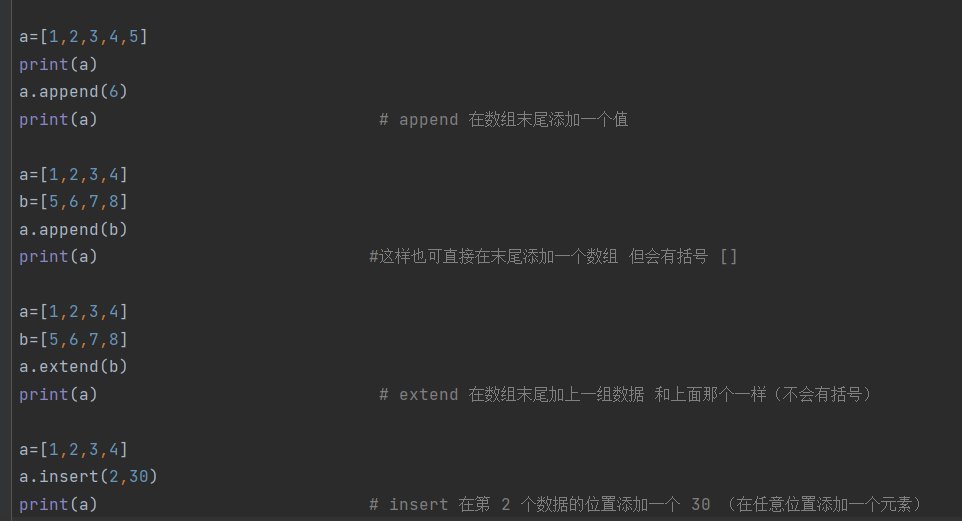 a=[1,2,3,4,5]
print(a)
a.append(6)
print(a) # append 在数组末尾添加一个值
a=[1,2,3,4]
b=[5,6,7,8]
a.append(b)
print(a) #这样也可直接在末尾添加一个数组 但会有括号 []
a=[1,2,3,4]
b=[5,6,7,8]
a.extend(b)
print(a) # extend 在数组末尾加上一组数据 和上面那个一样（不会有括号）
a=[1,2,3,4]
a.insert(2,30)
print(a) # insert 在第 2 个数据的位置添加一个 30 （在任意位置添加一个元素）